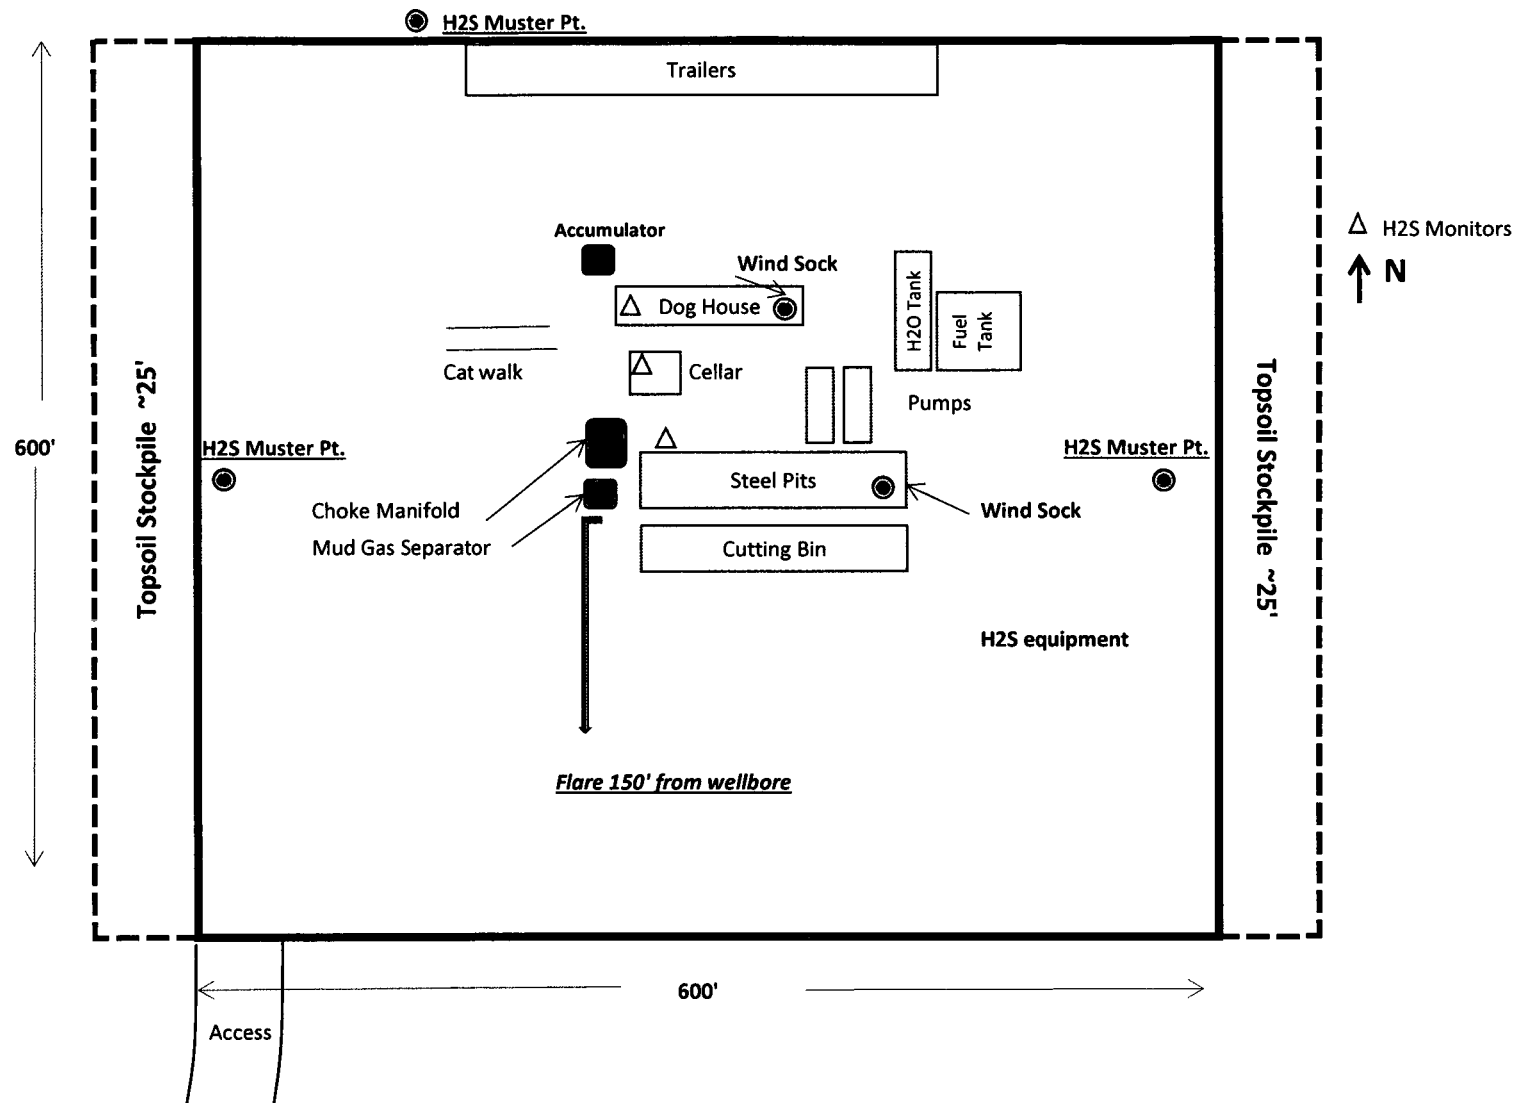 H2S Muster Pt.
Trailers
Accumulator
Wind Sock
H2S Monitors
N
Dog House
H2O Tank
Fuel
Tank
Cat walk
Cellar
Pumps
600'
Topsoil Stockpile ~25'
H2S Muster Pt.
H2S Muster Pt.
Topsoil Stockpile ~25'
Steel Pits
Choke Manifold
Wind Sock
Mud Gas Separator
Cutting Bin
H2S equipment
Flare 150' from wellbore
600'
Access